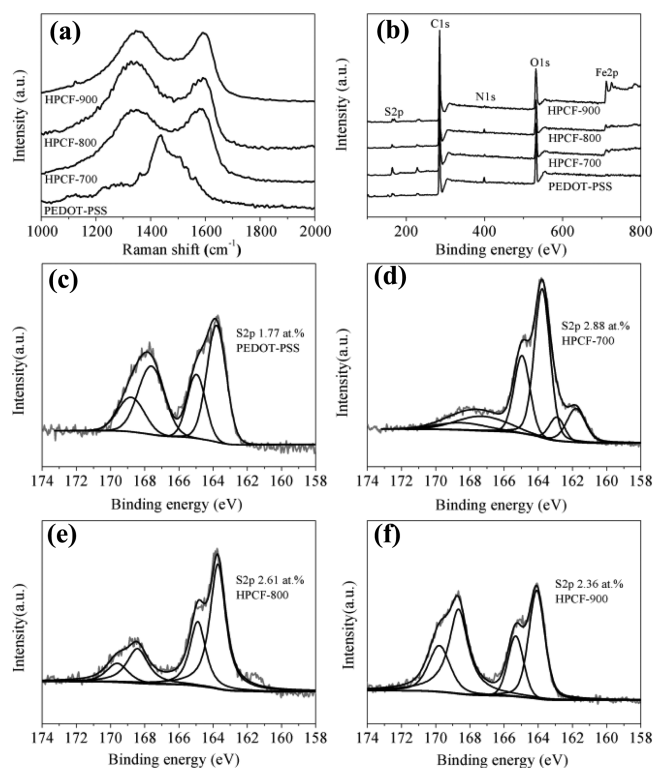 (a)
Intensity (a.u.)
HPCF-900
HPCF-800
HPCF-700
PEDOT-PSS
1000 1200 1400 1600 1800 2000
Raman shift (cm-1)
(b)
Intensity (a.u.)
C1s
O1s
Fe2p
N1s
S2p
HPCF-900
HPCF-800
HPCF-700
PEDOT-PSS
200 400 600 800
Binding energy (eV)
(c)
Intensity(a.u.)
S2p 1.77 at.%
PEDOT-PSS
174 172 170 168 166 164 162 160 158
Binding energy (eV)
(d)
Intensity(a.u.)
S2p 2.88 at.%
HPCF-700
174 172 170 168 166 164 162 160 158
Binding energy (eV)
(e)
Intensity(a.u.)
S2p 2.61 at.%
HPCF-800
174 172 170 168 166 164 162 160 158
Binding energy (eV)
(f)
Intensity(a.u.)
S2p 2.36 at.%
HPCF-900
174 172 170 168 166 164 162 160 158
Binding energy (eV)